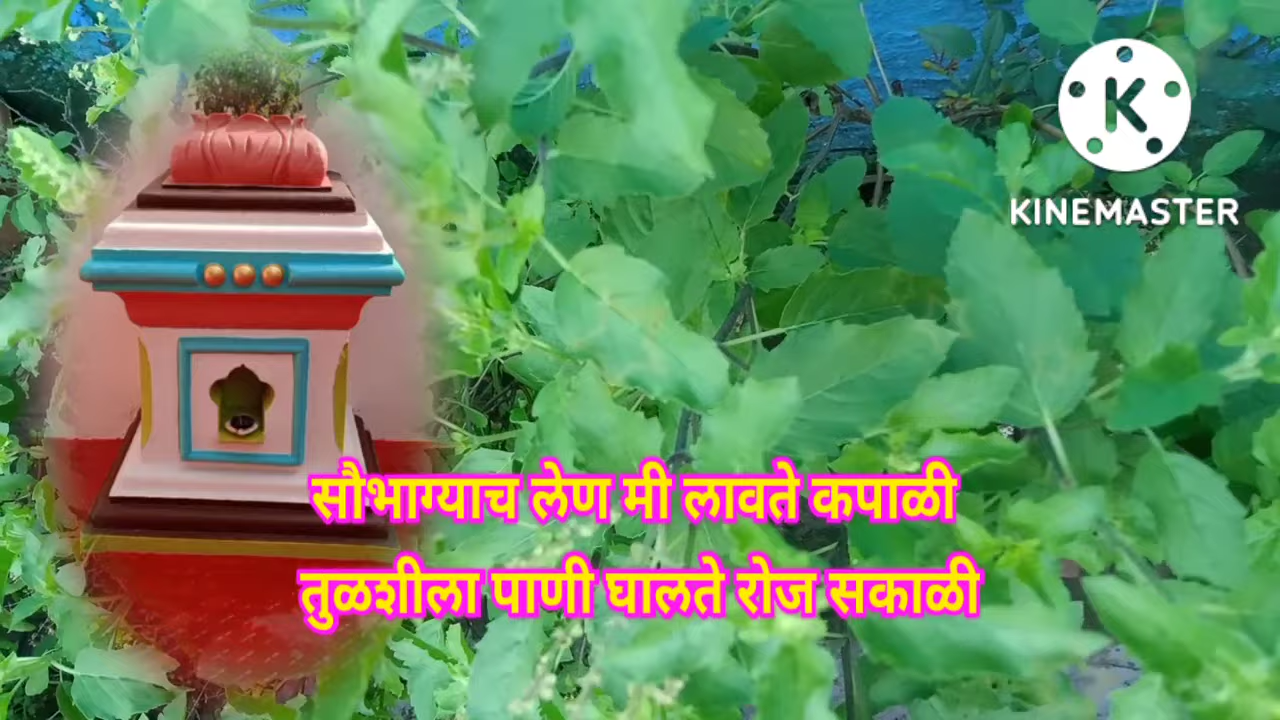 KINEMASTER
सौभाग्याच लेण मी लावते कपाळी
तुळशीला पाणी घालते रोज सकाळी